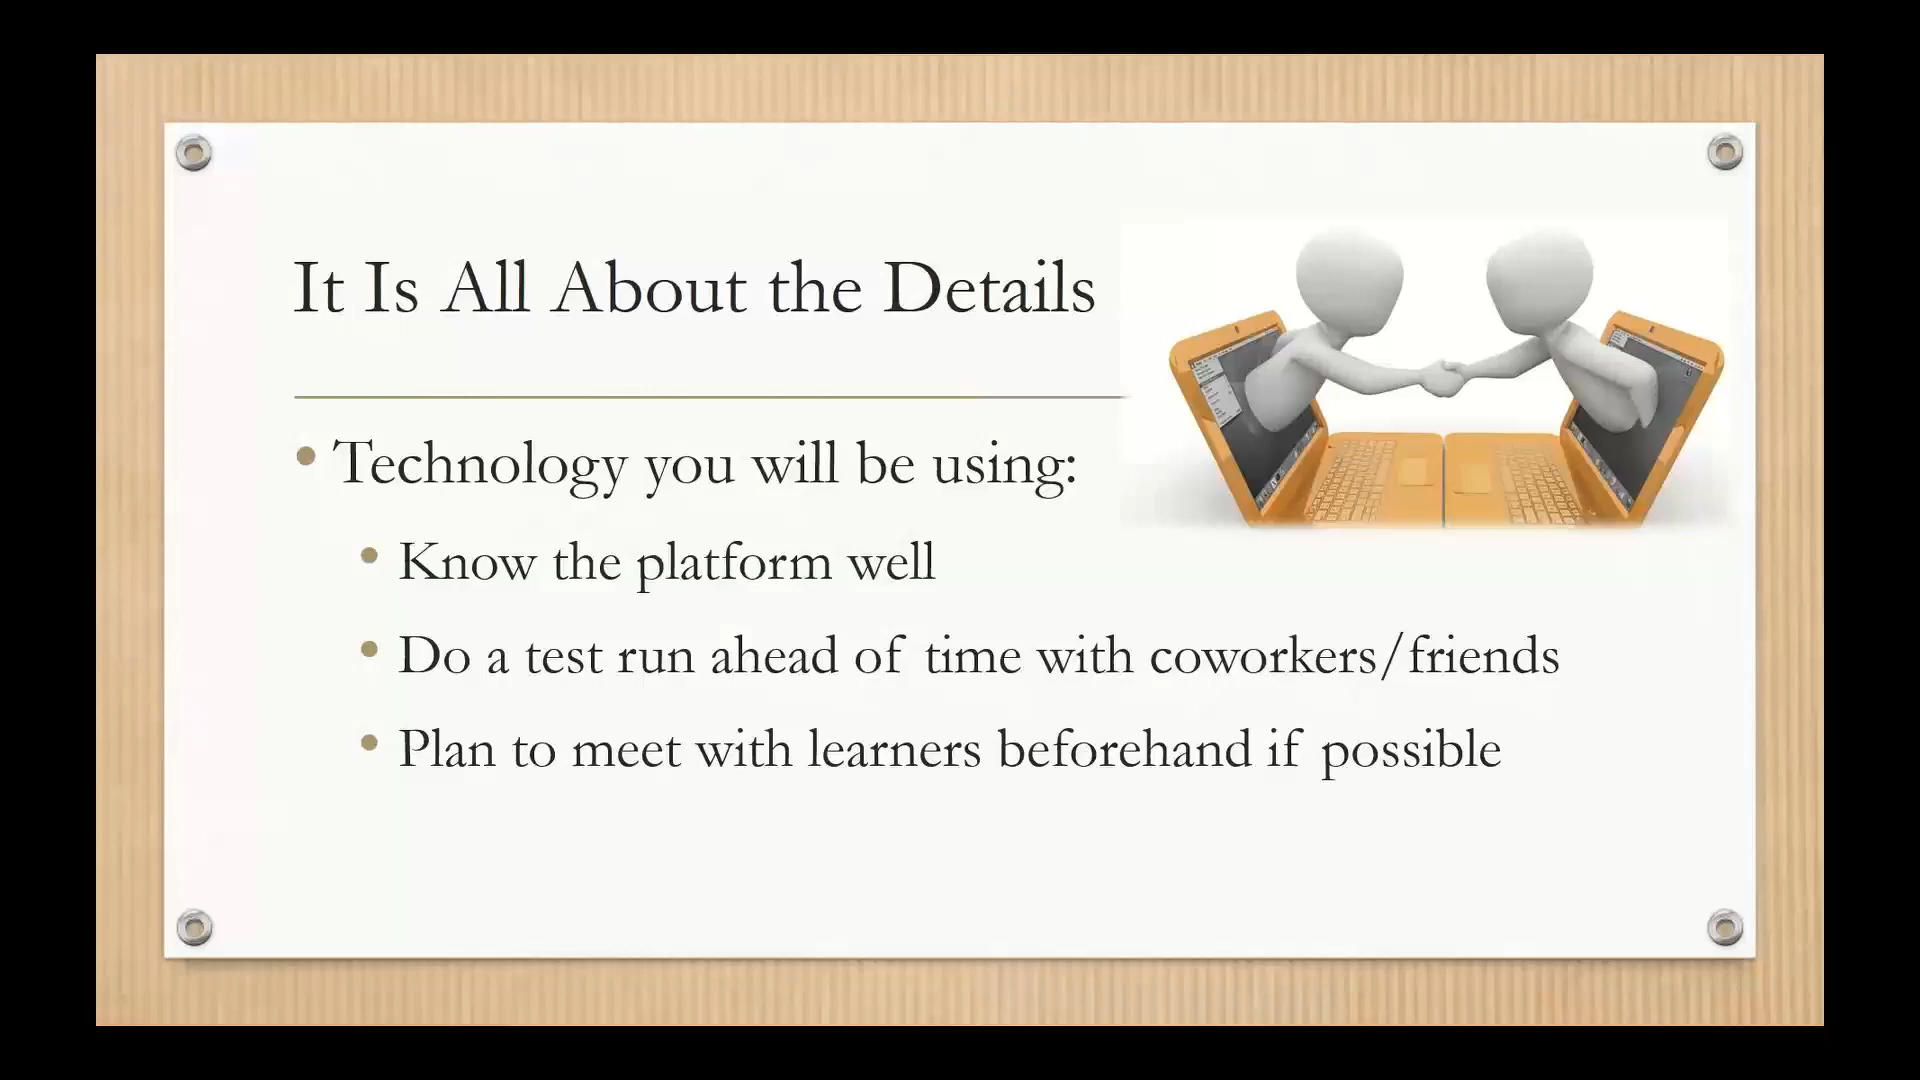 It Is All About the Details
Technology you will be using:
Know the platform well
Do a test run ahead of time with coworkers/friends
Plan to meet with learners beforehand if possible